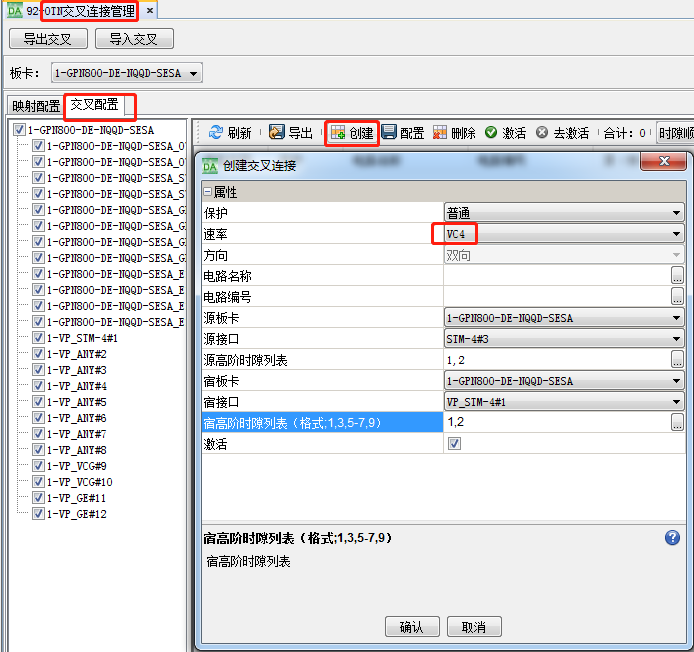 DA 92-OTN交叉连接管理 ×
导出交叉 导入交叉
板卡： 1-GPN800-DE-NQQD-SESA
映射配置 交叉配置
1-GPN800-DE-NQQD-SESA
1-GPN800-DE-NQQD-SESA_O
1-GPN800-DE-NQQD-SESA_O
1-GPN800-DE-NQQD-SESA_S
1-GPN800-DE-NQQD-SESA_S
1-GPN800-DE-NQQD-SESA_G
1-GPN800-DE-NQQD-SESA_G
1-GPN800-DE-NQQD-SESA_G
1-GPN800-DE-NQQD-SESA_G
1-GPN800-DE-NQQD-SESA_E
1-GPN800-DE-NQQD-SESA_E
1-GPN800-DE-NQQD-SESA_E
1-GPN800-DE-NQQD-SESA_E
1-VP_STM-4#1
1-VP_ANY#2
1-VP_ANY#3
1-VP_ANY#4
1-VP_ANY#5
1-VP_ANY#6
1-VP_ANY#7
1-VP_ANY#8
1-VP_VCG#9
1-VP_VCG#10
1-VP_GE#11
1-VP_GE#12
刷新 导出 创建 配置 删除 激活 去激活 合计：0 时隙顺
DA 创建交叉连接
属性
保护 普通
速率 VC4
方向 双向
电路名称 ...
电路编号 ...
源板卡 1-GPN800-DE-NQQD-SESA
源接口 STM-4#3
源高阶时隙列表 1,2 ...
宿板卡 1-GPN800-DE-NQQD-SESA
宿接口 VP_STM-4#1
宿高阶时隙列表（格式;1,3,5-7,9） 1,2 ...
激活
宿高阶时隙列表（格式;1,3,5-7,9）
宿高阶时隙列表
确认 取消